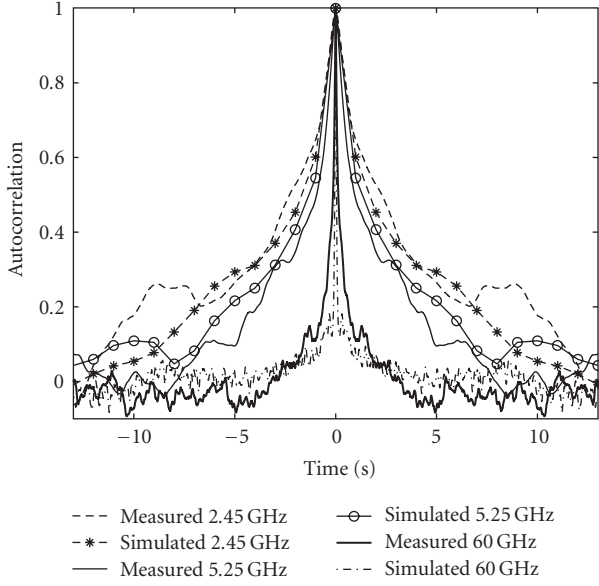 1
0.8
0.6
0.4
0.2
0
Autocorrelation
−10 −5 0 5 10
Time (s)
Measured 2.45 GHz
Simulated 2.45 GHz
Measured 5.25 GHz
Simulated 5.25 GHz
Measured 60 GHz
Simulated 60 GHz